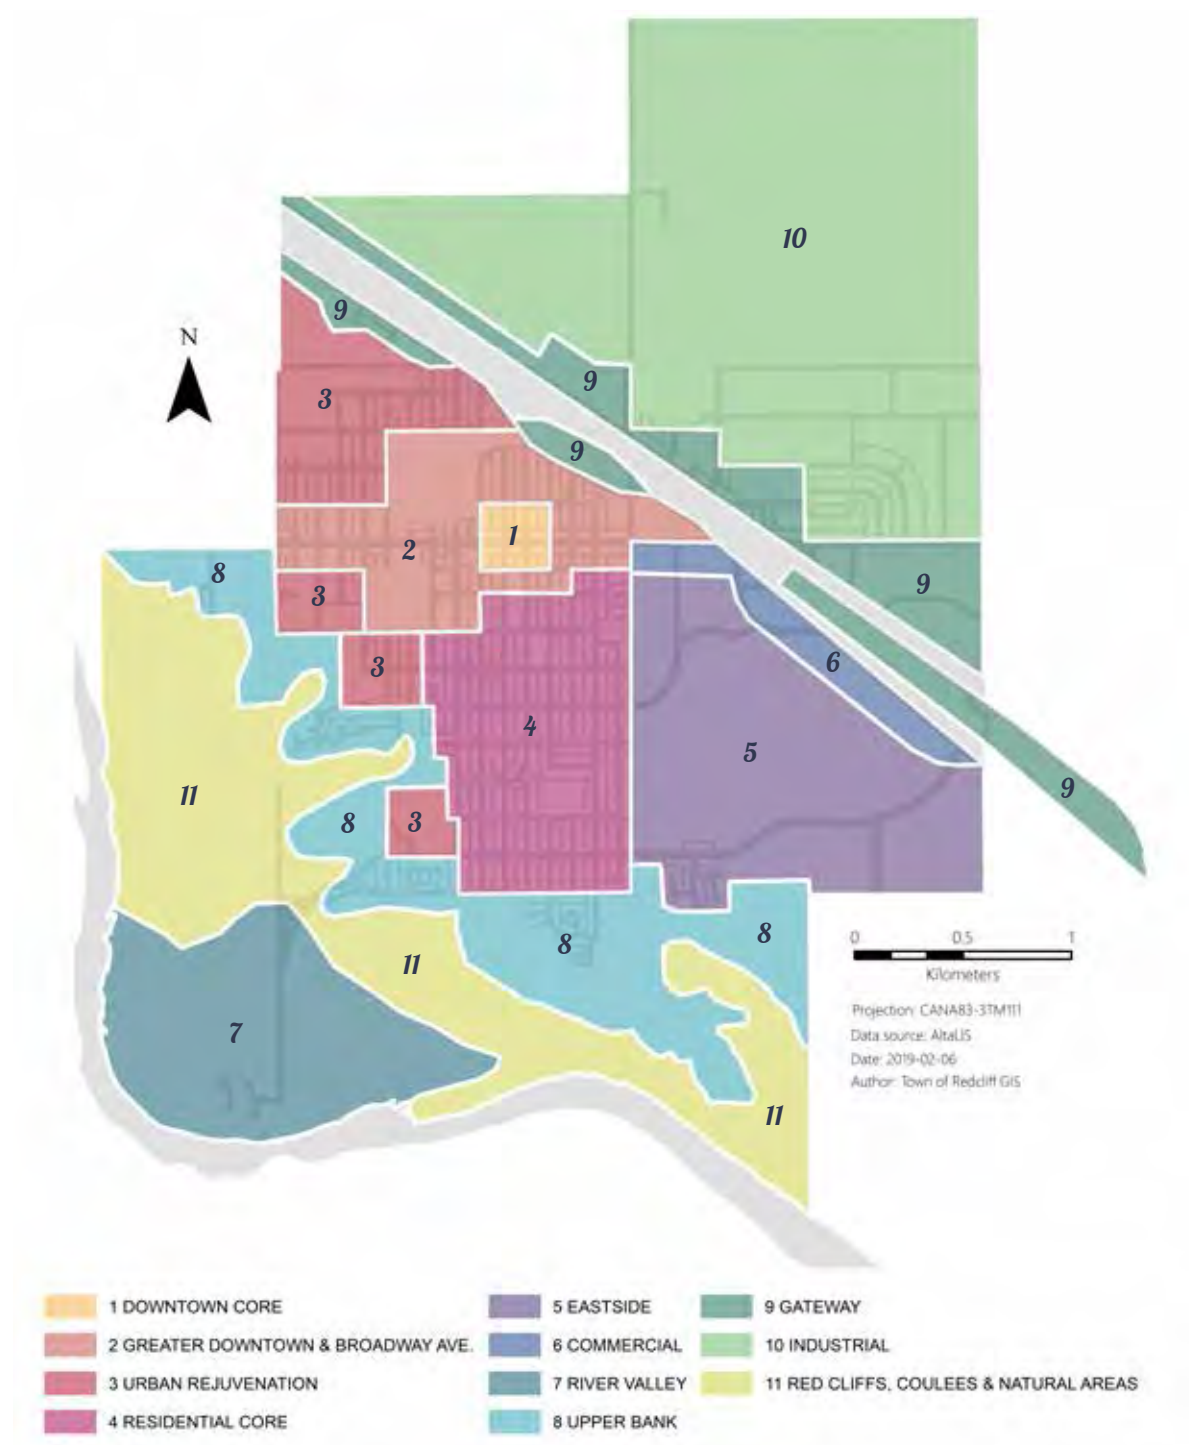 10
9
N
9
3
9
1
2
8
9
3
6
3
4
5
9
11
8
3
8
8
0 0.5 1
11
Kilometers
Projection: CANA83-3TM111
7
Data source: AltaLIS
Date: 2019-02-06
Author: Town of Redcliff GIS
11
1 DOWNTOWN CORE
2 GREATER DOWNTOWN & BROADWAY AVE.
3 URBAN REJUVENATION
4 RESIDENTIAL CORE
5 EASTSIDE
6 COMMERCIAL
7 RIVER VALLEY
8 UPPER BANK
9 GATEWAY
10 INDUSTRIAL
11 RED CLIFFS, COULEES & NATURAL AREAS